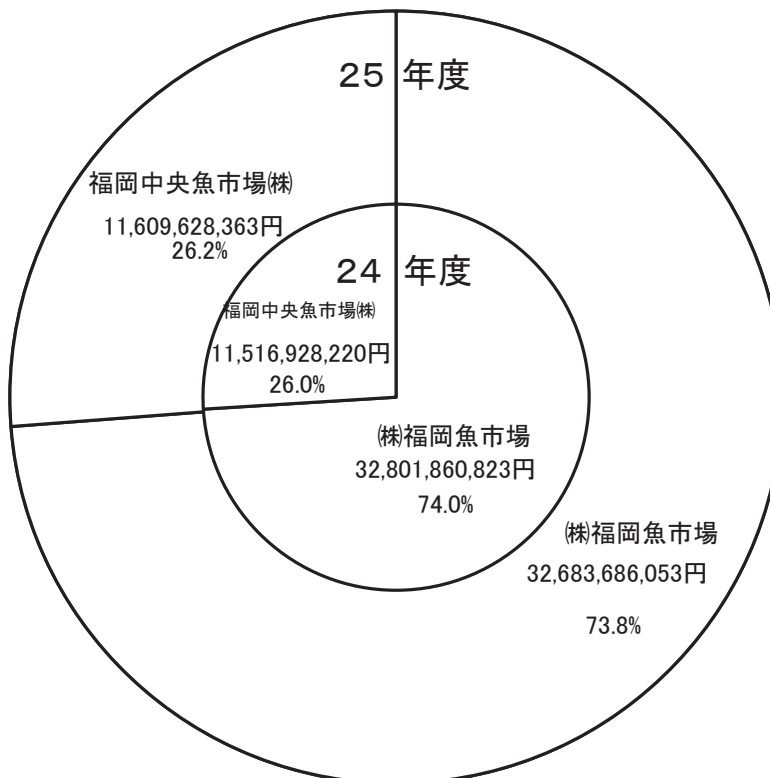 25 年度
福岡中央魚市場㈱
11,609,628,363円
26.2%
24 年度
福岡中央魚市場㈱
11,516,928,220円
26.0%
㈱福岡魚市場
32,801,860,823円
74.0%
㈱福岡魚市場
32,683,686,053円
73.8%